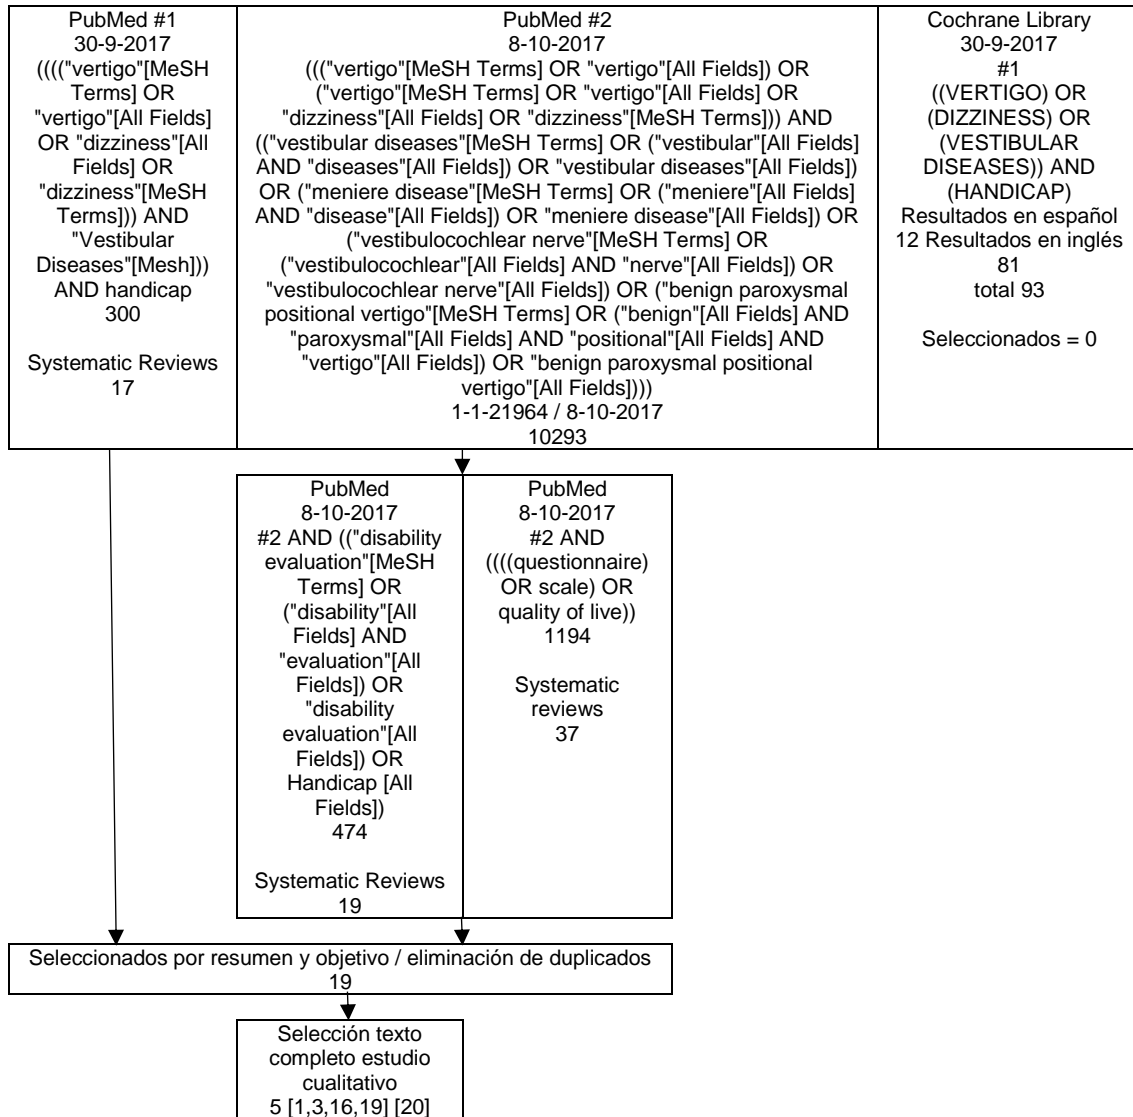 PubMed #1
30-9-2017
(((("vertigo"[MeSH
Terms] OR
"vertigo"[All Fields]
OR "dizziness"[All
Fields] OR
"dizziness"[MeSH
Terms])) AND
"Vestibular
Diseases"[Mesh]))
AND handicap
300
Systematic Reviews
17
PubMed #2
8-10-2017
((("vertigo"[MeSH Terms] OR "vertigo"[All Fields]) OR
("vertigo"[MeSH Terms] OR "vertigo"[All Fields] OR
"dizziness"[All Fields] OR "dizziness"[MeSH Terms])) AND
(("vestibular diseases"[MeSH Terms] OR ("vestibular"[All Fields]
AND "diseases"[All Fields]) OR "vestibular diseases"[All Fields])
OR ("meniere disease"[MeSH Terms] OR ("meniere"[All Fields]
AND "disease"[All Fields]) OR "meniere disease"[All Fields]) OR
("vestibulocochlear nerve"[MeSH Terms] OR
("vestibulocochlear"[All Fields] AND "nerve"[All Fields]) OR
"vestibulocochlear nerve"[All Fields]) OR ("benign paroxysmal
positional vertigo"[MeSH Terms] OR ("benign"[All Fields] AND
"paroxysmal"[All Fields] AND "positional"[All Fields] AND
"vertigo"[All Fields]) OR "benign paroxysmal positional
vertigo"[All Fields])))
1-1-21964 / 8-10-2017
10293
Cochrane Library
30-9-2017
#1
((VERTIGO) OR
(DIZZINESS) OR
(VESTIBULAR
DISEASES)) AND
(HANDICAP)
Resultados en español
12 Resultados en inglés
81
total 93
Seleccionados = 0
PubMed
8-10-2017
#2 AND (("disability
evaluation"[MeSH
Terms] OR
("disability"[All
Fields] AND
"evaluation"[All
Fields]) OR
"disability
evaluation"[All
Fields]) OR
Handicap [All
Fields])
474
Systematic Reviews
19
PubMed
8-10-2017
#2 AND
((((questionnaire)
OR scale) OR
quality of live))
1194
Systematic
reviews
37
Seleccionados por resumen y objetivo / eliminación de duplicados
19
Selección texto
completo estudio
cualitativo
5 [1,3,16,19] [20]